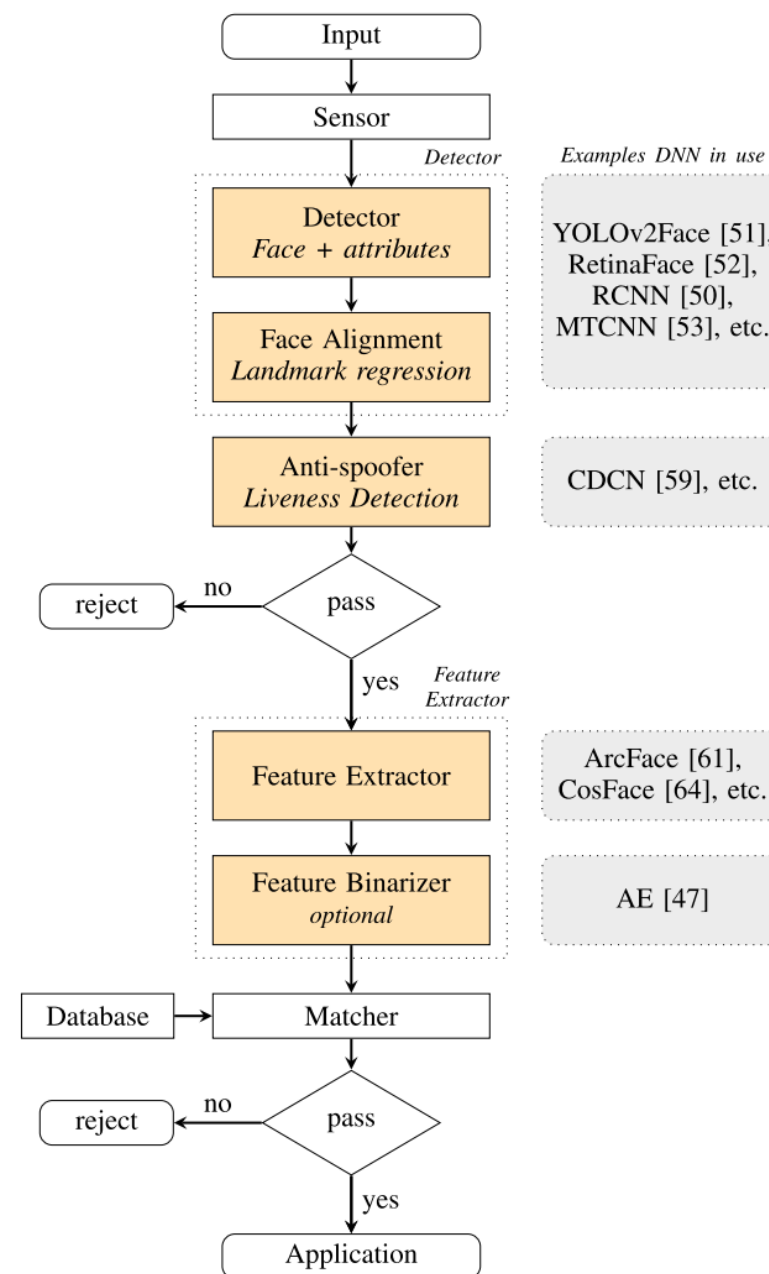 Input
Sensor
Detector
Examples DNN in use
Detector
Face + attributes
YOLOv2Face [51],
RetinaFace [52],
RCNN [50],
MTCNN [53], etc.
Face Alignment
Landmark regression
Anti-spoofer
Liveness Detection
CDCN [59], etc.
pass
no
reject
yes
Feature
Extractor
Feature Extractor
ArcFace [61],
CosFace [64], etc.
Feature Binarizer
optional
AE [47]
Database
Matcher
pass
no
reject
yes
Application